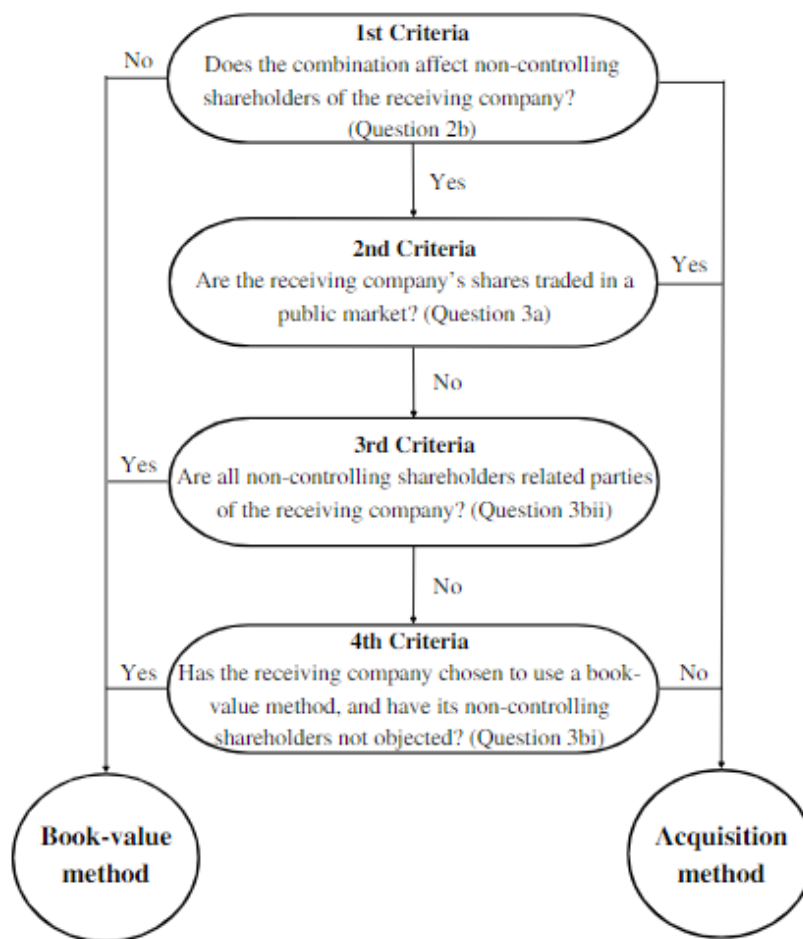 1st Criteria
No
Does the combination affect non-controlling
shareholders of the receiving company?
(Question 2b)
Yes
2nd Criteria
Yes
Are the receiving company's shares traded in a
public market? (Question 3a)
No
3rd Criteria
Yes
Are all non-controlling shareholders related parties
of the receiving company? (Question 3bii)
No
4th Criteria
Yes
No
Has the receiving company chosen to use a book-
value method, and have its non-controlling
shareholders not objected? (Question 3bi)
Book-value
method
Acquisition
method